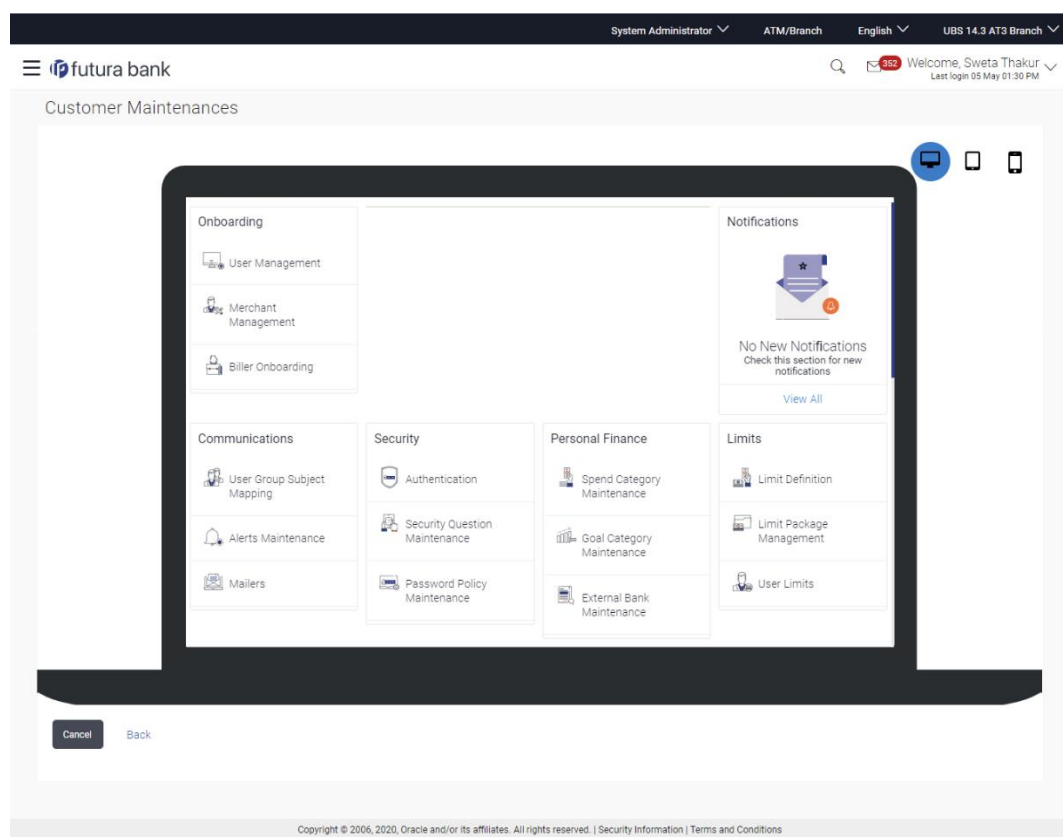 System Administrator ATM/Branch English UBS 14.3 AT3 Branch
futura bank
352
Welcome, Sweta Thakur
Last login 05 May 01:30 PM
Customer Maintenances
Onboarding
User Management
Merchant
Management
Biller Onboarding
Notifications
No New Notifications
Check this section for new
notifications
View All
Communications
User Group Subject
Mapping
Alerts Maintenance
Mailers
Security
Authentication
Security Question
Maintenance
Password Policy
Maintenance
Personal Finance
Spend Category
Maintenance
Goal Category
Maintenance
External Bank
Maintenance
Limits
Limit Definition
Limit Package
Management
User Limits
Cancel Back
Copyright © 2006, 2020, Oracle and/or its affiliates. All rights reserved. | Security Information | Terms and Conditions